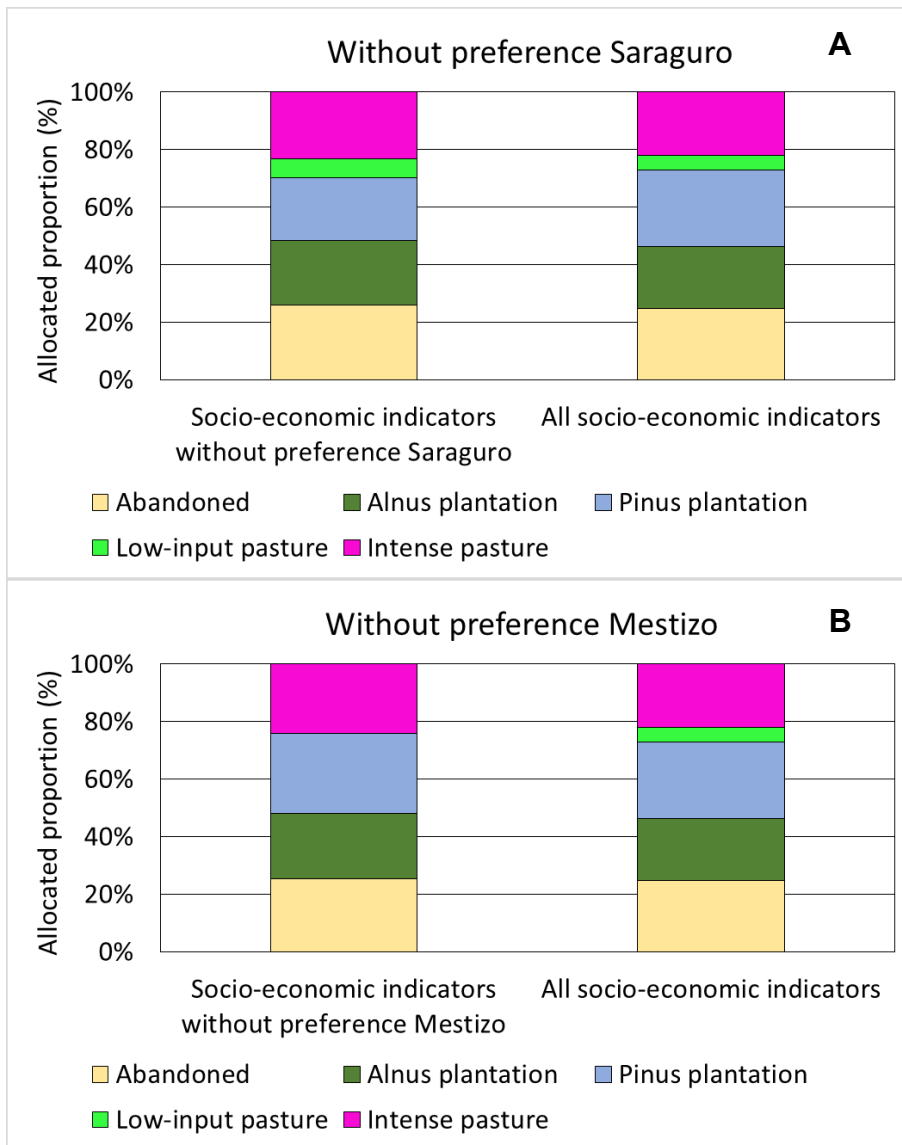 Without preference Saraguro
A
Allocated proportion (%)
100%
80%
60%
40%
20%
0%
Socio-economic indicators
without preference Saraguro
All socio-economic indicators
Abandoned
Alnus plantation
Pinus plantation
Low-input pasture
Intense pasture
Without preference Mestizo
B
Allocated proportion (%)
100%
80%
60%
40%
20%
0%
Socio-economic indicators
without preference Mestizo
All socio-economic indicators
Abandoned
Alnus plantation
Pinus plantation
Low-input pasture
Intense pasture